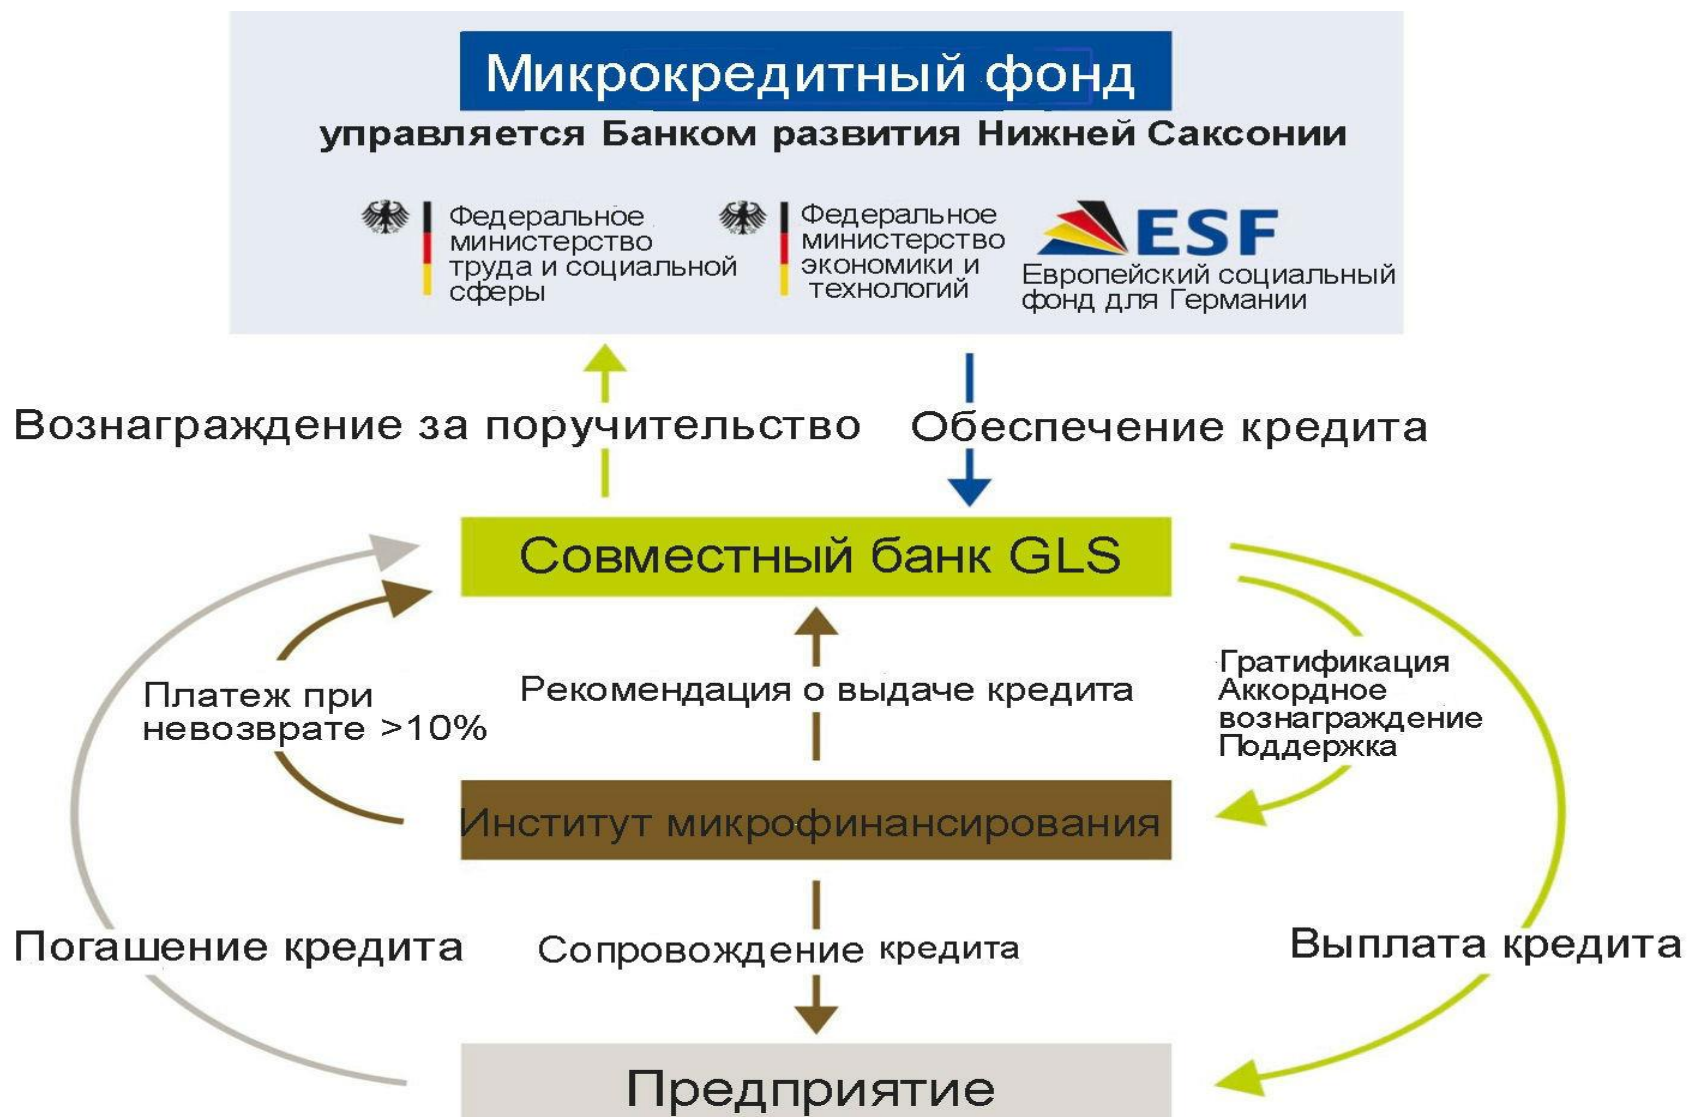 Микрокредитный фонд
управляется Банком развития Нижней Саксонии
Федеральное
министерство
труда и социальной
сферы
Федеральное
министерство
экономики и
технологий
ESF
Европейский социальный
фонд для Германии
Вознаграждение за поручительство
Обеспечение кредита
Совместный банк GLS
Платеж при
невозврате >10%
Рекомендация о выдаче кредита
Гратификация
Аккордное
вознаграждение
Поддержка
Институт микрофинансирования
Погашение кредита
Сопровождение кредита
Выплата кредита
Предприятие